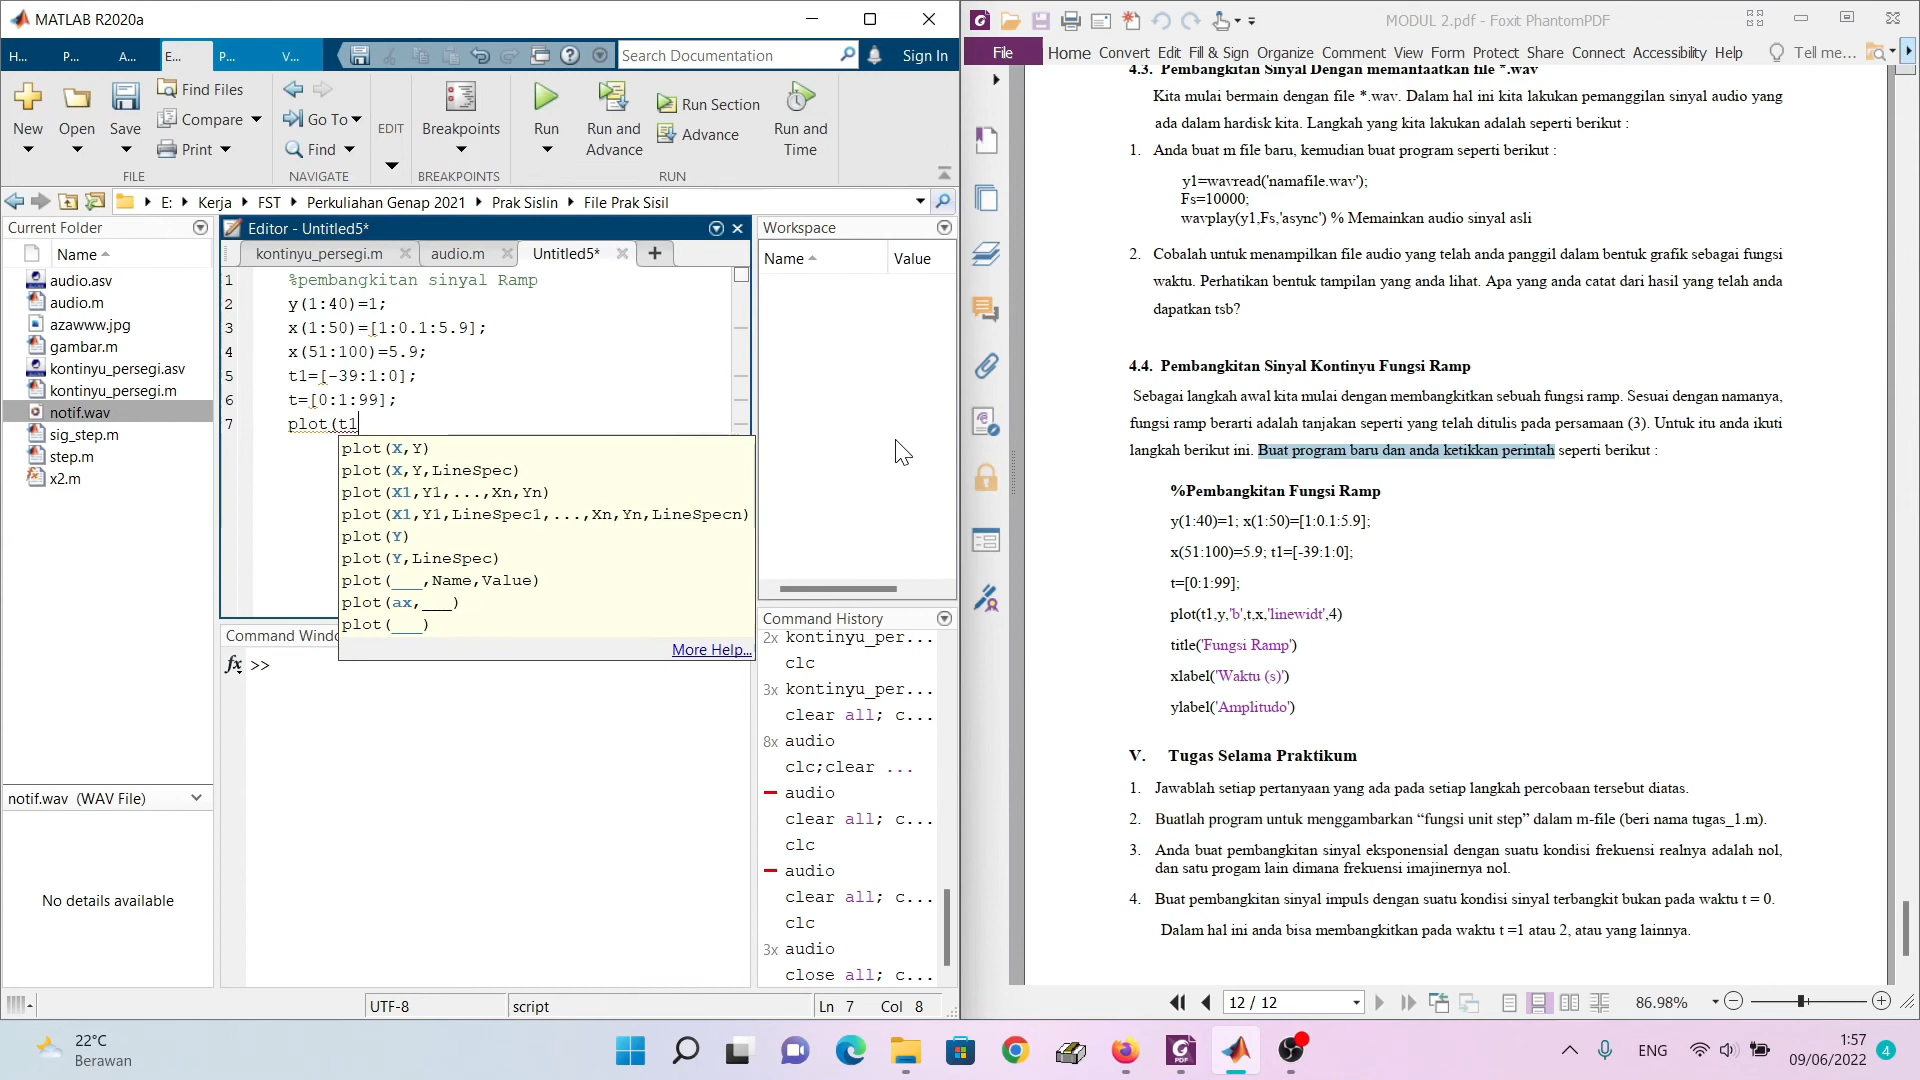 MATLAB R2020a
H... P... A... E... P... V...
Search Documentation
Sign In
New Open Save
Find Files
Compare
Print
Go To
Find
EDIT
Breakpoints
Run
Run and Advance
Run Section
Advance
Run and Time
FILE NAVIGATE BREAKPOINTS RUN
E: Kerja FST Perkuliahan Genap 2021 Prak Sislin File Prak Sisil
Current Folder
Name
audio.asv
audio.m
azawww.jpg
gambar.m
kontinyu_persegi.asv
kontinyu_persegi.m
notif.wav
sig_step.m
step.m
x2.m
notif.wav (WAV File)
No details available
Editor - Untitled5*
kontinyu_persegi.m audio.m Untitled5*
1 %pembangkitan sinyal Ramp
2 y(1:40)=1;
3 x(1:50)=[1:0.1:5.9];
4 x(51:100)=5.9;
5 t1=[-39:1:0];
6 t=[0:1:99];
7 plot(t1
plot(X,Y)
plot(X,Y,LineSpec)
plot(X1,Y1,...,Xn,Yn)
plot(X1,Y1,LineSpec1,...,Xn,Yn,LineSpecn)
plot(Y)
plot(Y,LineSpec)
plot(___,Name,Value)
plot(ax,___)
plot(___)
More Help...
Command Windo
fx >>
Workspace
Name Value
Command History
2x kontinyu_per...
clc
3x kontinyu_per...
clear all; c...
8x audio
clc;clear ...
audio
clear all; c...
clc
audio
clear all; c...
clc
3x audio
close all; c...
UTF-8 script Ln 7 Col 8
MODUL 2.pdf - Foxit PhantomPDF
File Home Convert Edit Fill & Sign Organize Comment View Form Protect Share Connect Accessibility Help Tell me...
4.3. Pembangkitan Sinyal Dengan memanfaatkan file *.wav
Kita mulai bermain dengan file *.wav. Dalam hal ini kita lakukan pemanggilan sinyal audio yang
ada dalam hardisk kita. Langkah yang kita lakukan adalah seperti berikut :
1. Anda buat m file baru, kemudian buat program seperti berikut :
y1=wavread('namafile.wav');
Fs=10000;
wavplay(y1,Fs,'async') % Memainkan audio sinyal asli
2. Cobalah untuk menampilkan file audio yang telah anda panggil dalam bentuk grafik sebagai fungsi
waktu. Perhatikan bentuk tampilan yang anda lihat. Apa yang anda catat dari hasil yang telah anda
dapatkan tsb?
4.4. Pembangkitan Sinyal Kontinyu Fungsi Ramp
Sebagai langkah awal kita mulai dengan membangkitkan sebuah fungsi ramp. Sesuai dengan namanya,
fungsi ramp berarti adalah tanjakan seperti yang telah ditulis pada persamaan (3). Untuk itu anda ikuti
langkah berikut ini. Buat program baru dan anda ketikkan perintah seperti berikut :
%Pembangkitan Fungsi Ramp
y(1:40)=1; x(1:50)=[1:0.1:5.9];
x(51:100)=5.9; t1=[-39:1:0];
t=[0:1:99];
plot(t1,y,'b',t,x,'linewidt',4)
title('Fungsi Ramp')
xlabel('Waktu (s)')
ylabel('Amplitudo')
V. Tugas Selama Praktikum
1. Jawablah setiap pertanyaan yang ada pada setiap langkah percobaan tersebut diatas.
2. Buatlah program untuk menggambarkan “fungsi unit step” dalam m-file (beri nama tugas_1.m).
3. Anda buat pembangkitan sinyal eksponensial dengan suatu kondisi frekuensi realnya adalah nol,
dan satu progam lain dimana frekuensi imajinernya nol.
4. Buat pembangkitan sinyal impuls dengan suatu kondisi sinyal terbangkit bukan pada waktu t = 0.
Dalam hal ini anda bisa membangkitkan pada waktu t =1 atau 2, atau yang lainnya.
12 / 12
86.98%
22°C
Berawan
ENG
1:57
09/06/2022
4